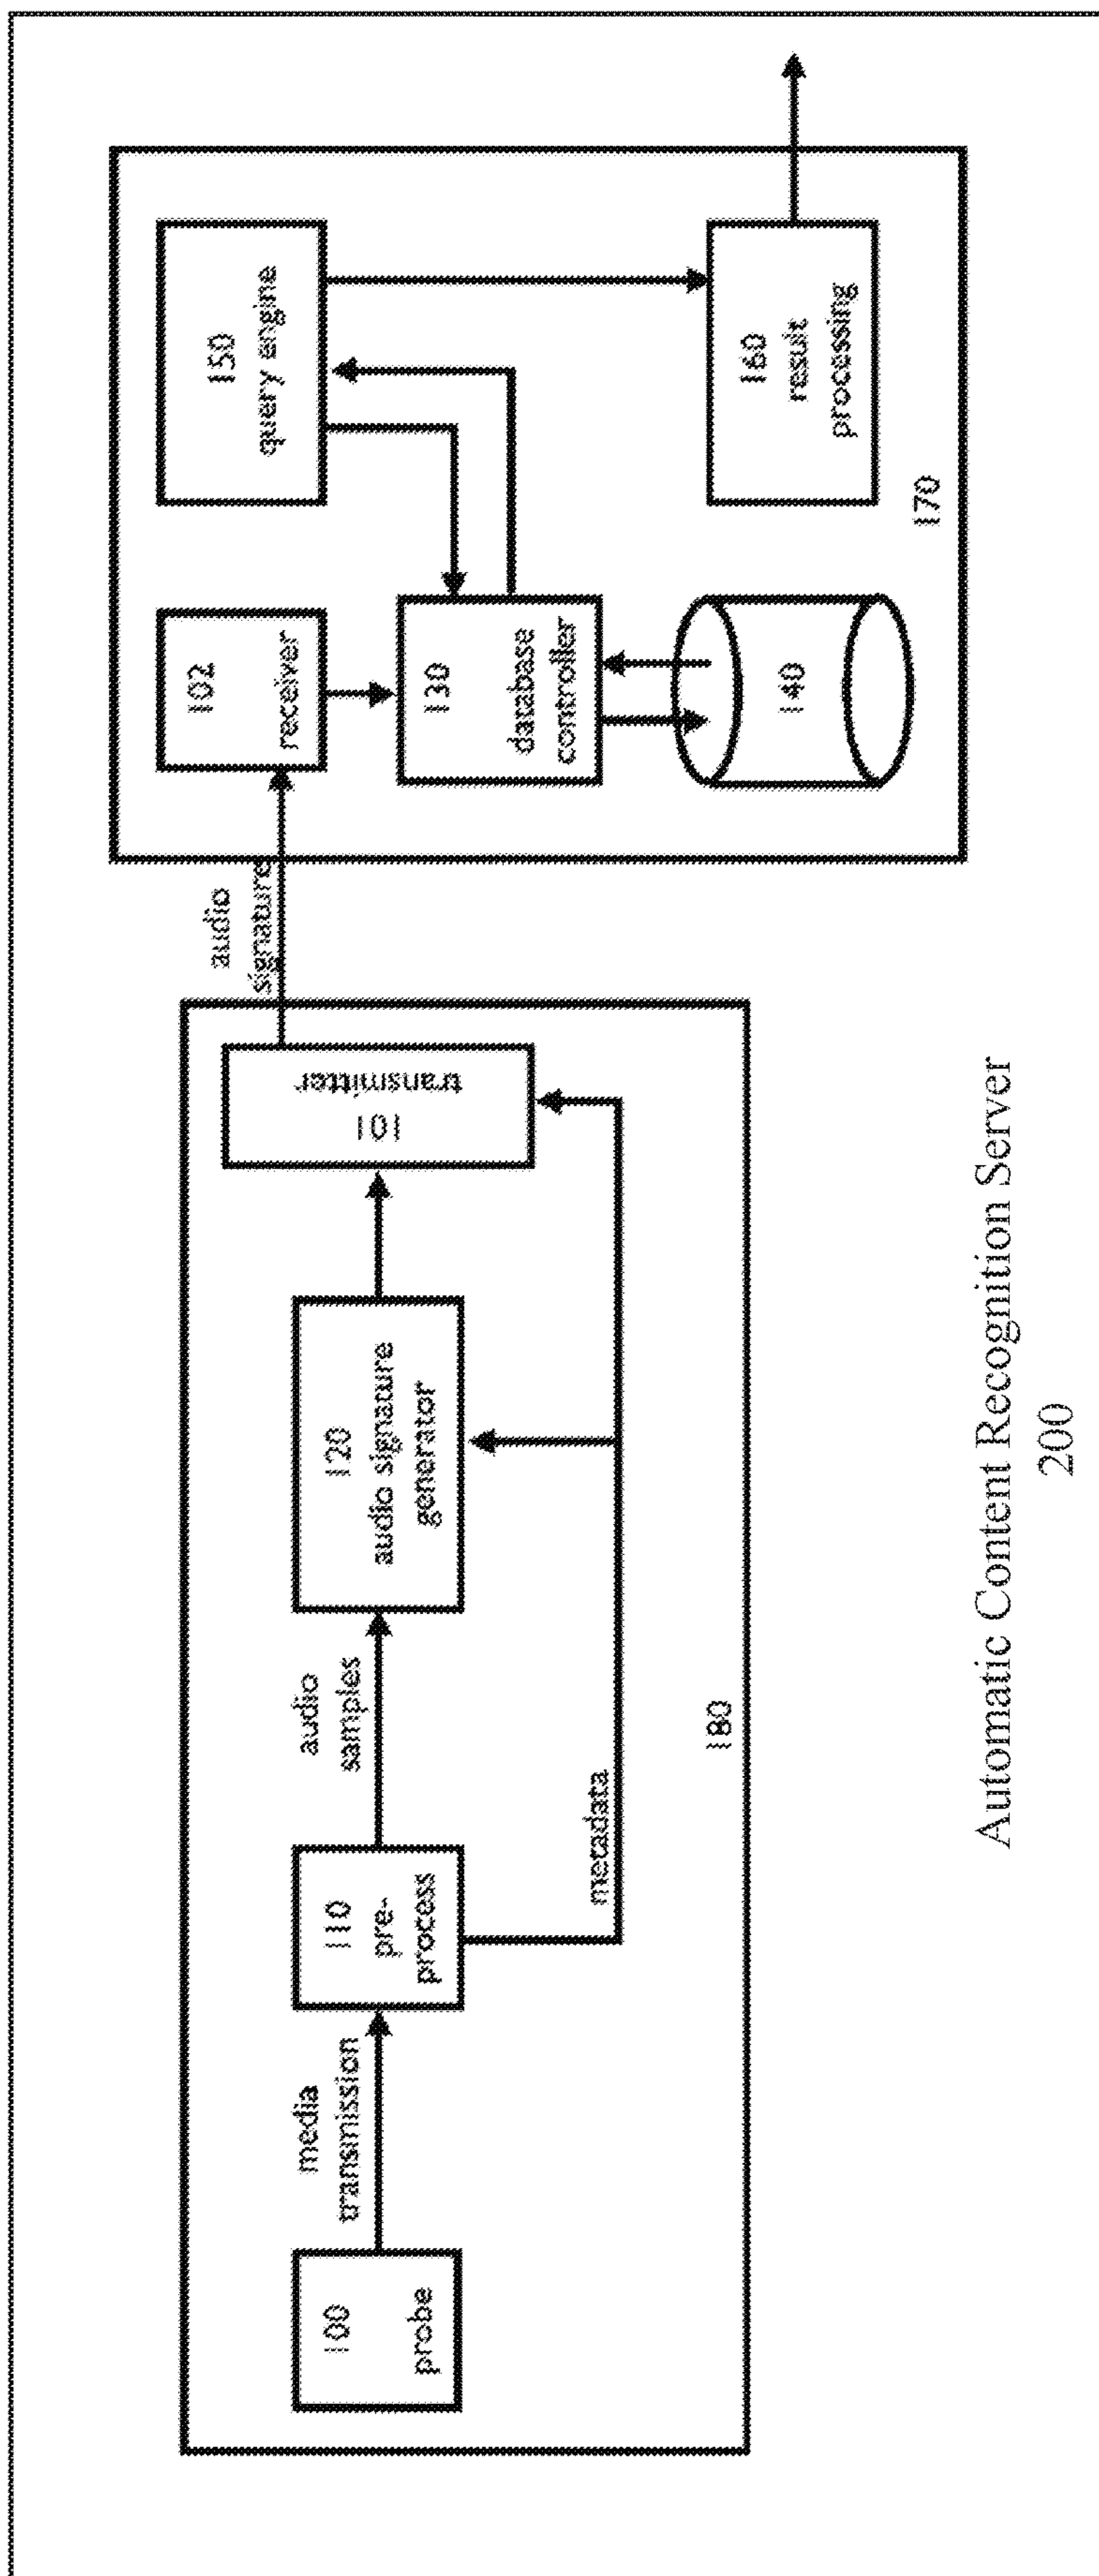 100
probe
media
transmission
110
pre-
process
audio
samples
metadata
120
audio signature
generator
101
transmitter
180
audio
signature
102
receiver
130
database
controller
140
150
query engine
160
result
processing
170
Automatic Content Recognition Server
200